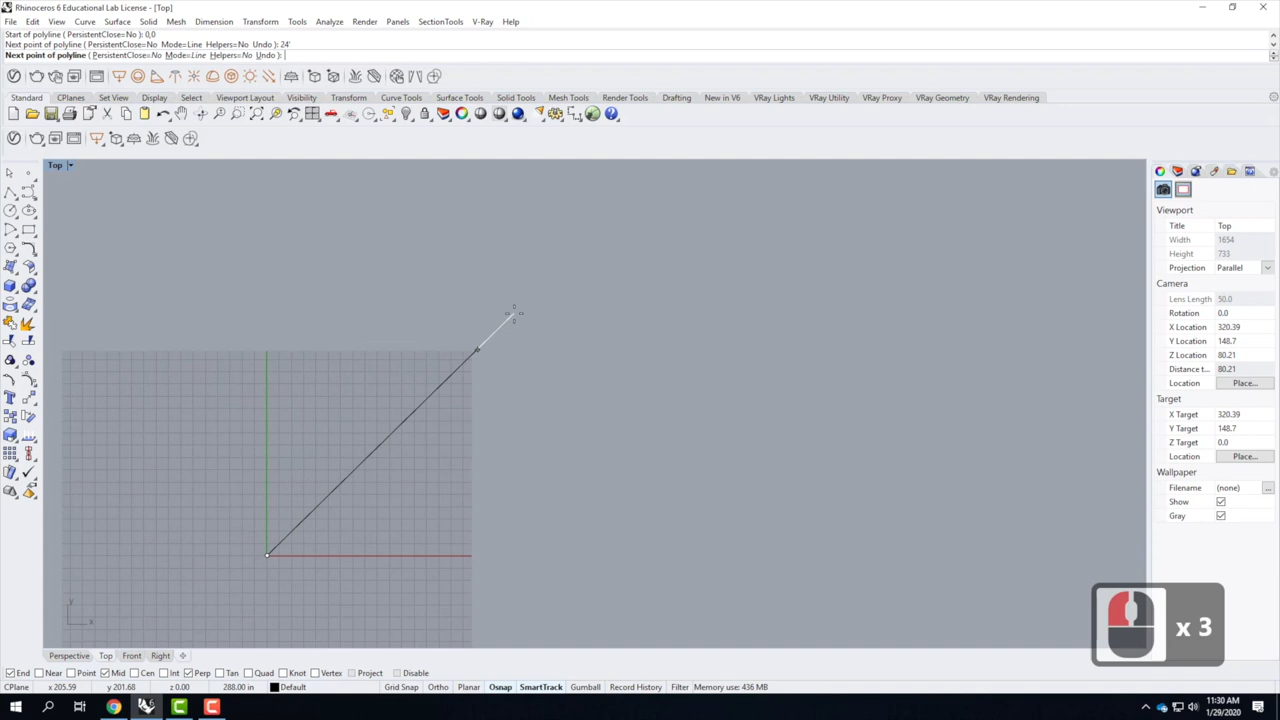 Rhinoceros 6 Educational Lab License - [Top]
File Edit View Curve Surface Solid Mesh Dimension Transform Tools Analyze Render Panels SectionTools V-Ray Help
Start of polyline ( PersistentClose=No ): 0,0
Next point of polyline ( PersistentClose=No Mode=Line Helpers=No Undo ): 24'
Next point of polyline ( PersistentClose=No Mode=Line Helpers=No Undo ):
Standard CPlanes Set View Display Select Viewport Layout Visibility Transform Curve Tools Surface Tools Solid Tools Mesh Tools Render Tools Drafting New in V6 VRay Lights VRay Utility VRay Proxy VRay Geometry VRay Rendering
Top
Viewport
Title Top
Width 1654
Height 733
Projection Parallel
Camera
Lens Length 50.0
Rotation 0.0
X Location 320.39
Y Location 148.7
Z Location 80.21
Distance t... 80.21
Location Place...
Target
X Target 320.39
Y Target 148.7
Z Target 0.0
Location Place...
Wallpaper
Filename (none) ...
Show
Gray
y
x
x 3
Perspective Top Front Right
End Near Point Mid Cen Int Perp Tan Quad Knot Vertex Project Disable
CPlane x 205.59 y 201.68 z 0.00 288.00 in Default Grid Snap Ortho Planar Osnap SmartTrack Gumball Record History Filter Memory use: 436 MB
11:30 AM
1/29/2020